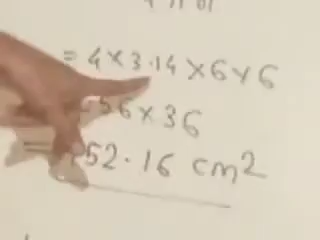 = 4 × 3.14 × 6 × 6
56 × 36
= 52.16 cm²